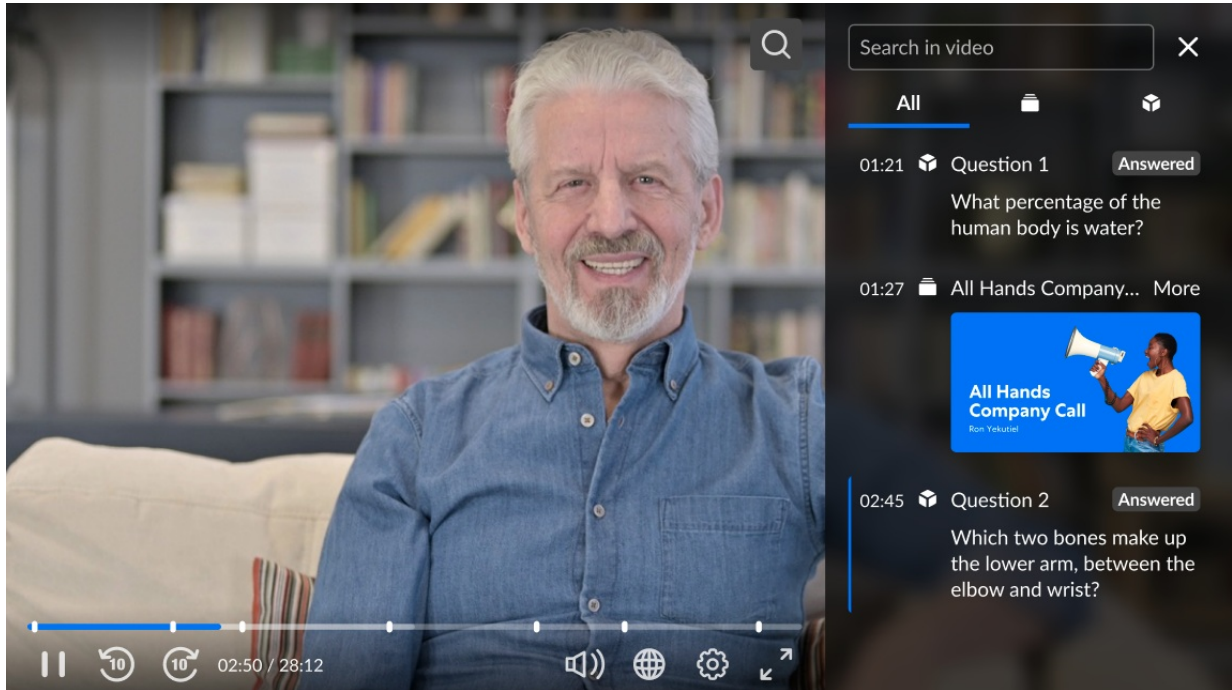 Search in video
All
01:21 Question 1 Answered
What percentage of the
human body is water?
01:27 All Hands Company... More
All Hands
Company Call
Ron Yekutiel
02:45 Question 2 Answered
Which two bones make up
the lower arm, between the
elbow and wrist?
10 10 02:50 / 28:12